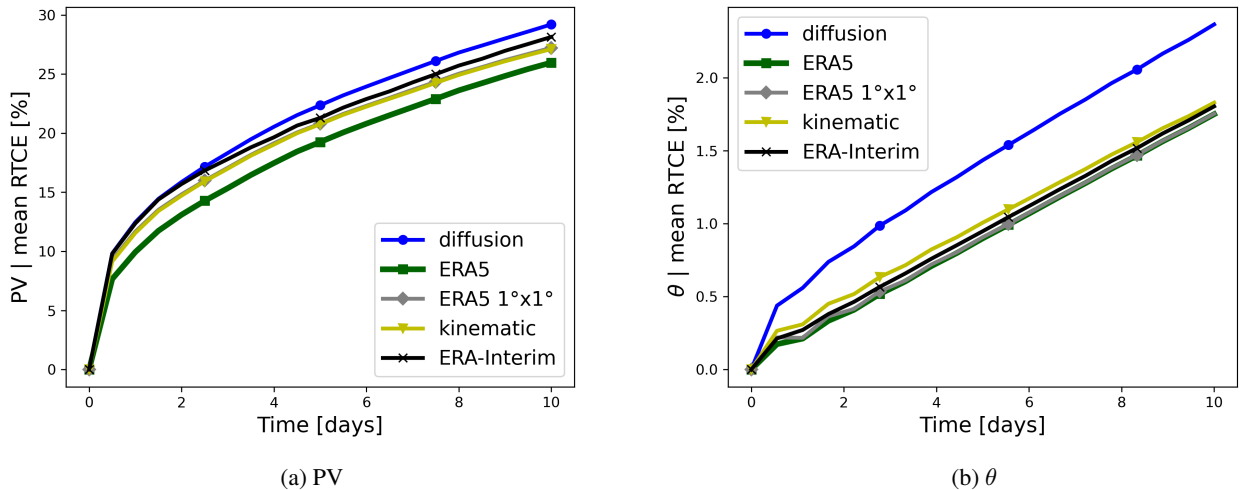 30
25
20
15
10
5
0
PV | mean RTCE [%]
diffusion
ERA5
ERA5 1°x1°
kinematic
ERA-Interim
0 2 4 6 8 10
Time [days]
(a) PV
2.0
1.5
1.0
0.5
0.0
θ | mean RTCE [%]
diffusion
ERA5
ERA5 1°x1°
kinematic
ERA-Interim
0 2 4 6 8 10
Time [days]
(b) θ